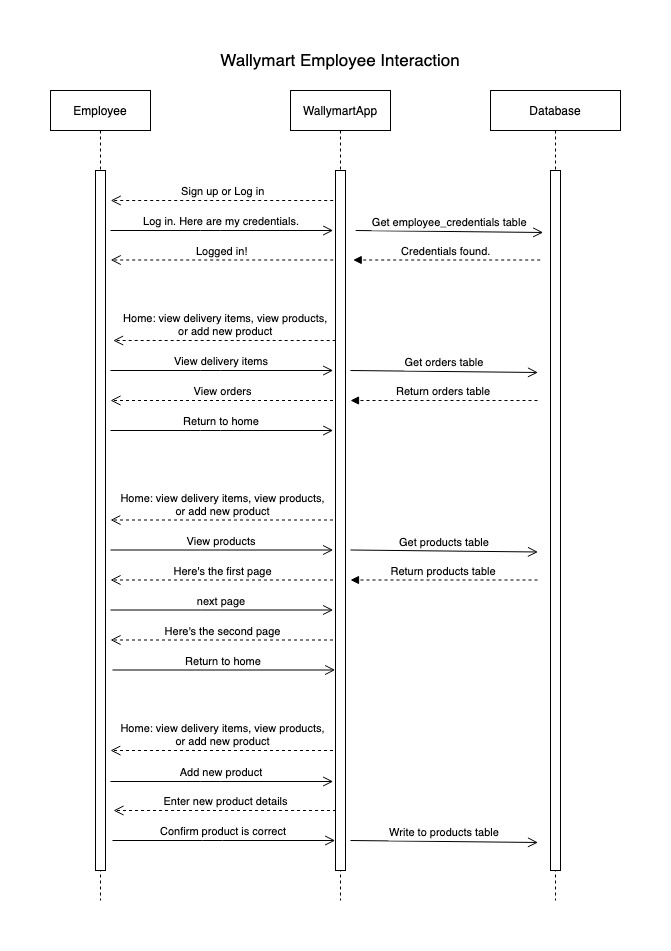 Wallymart Employee Interaction
Employee
WallymartApp
Database
Sign up or Log in
Log in. Here are my credentials.
Get employee_credentials table
Logged in!
Credentials found.
Home: view delivery items, view products,
or add new product
View delivery items
Get orders table
View orders
Return orders table
Return to home
Home: view delivery items, view products,
or add new product
View products
Get products table
Here's the first page
Return products table
next page
Here's the second page
Return to home
Home: view delivery items, view products,
or add new product
Add new product
Enter new product details
Confirm product is correct
Write to products table